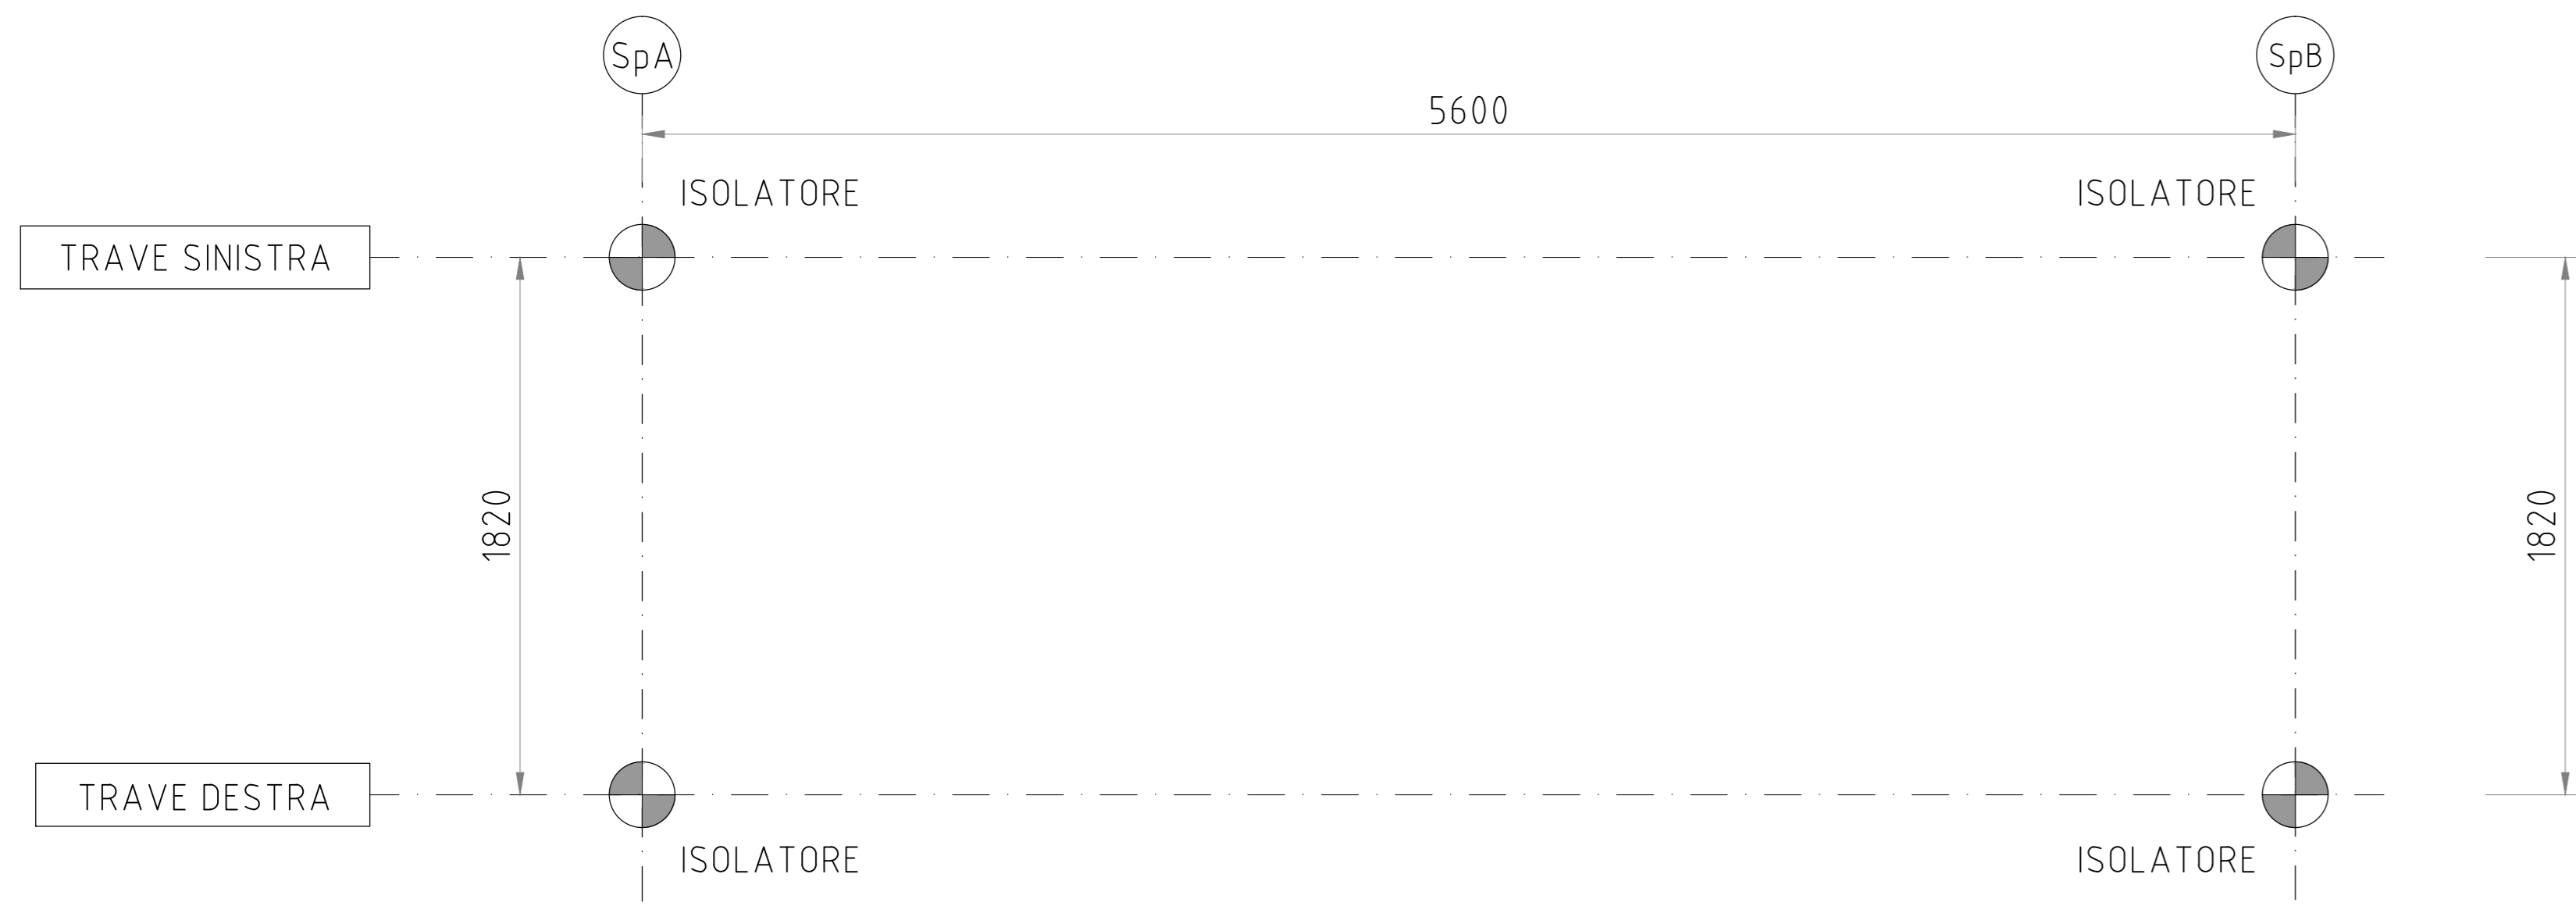 SpA
SpB
5600
ISOLATORE
ISOLATORE
TRAVE SINISTRA
1820
1820
TRAVE DESTRA
ISOLATORE
ISOLATORE